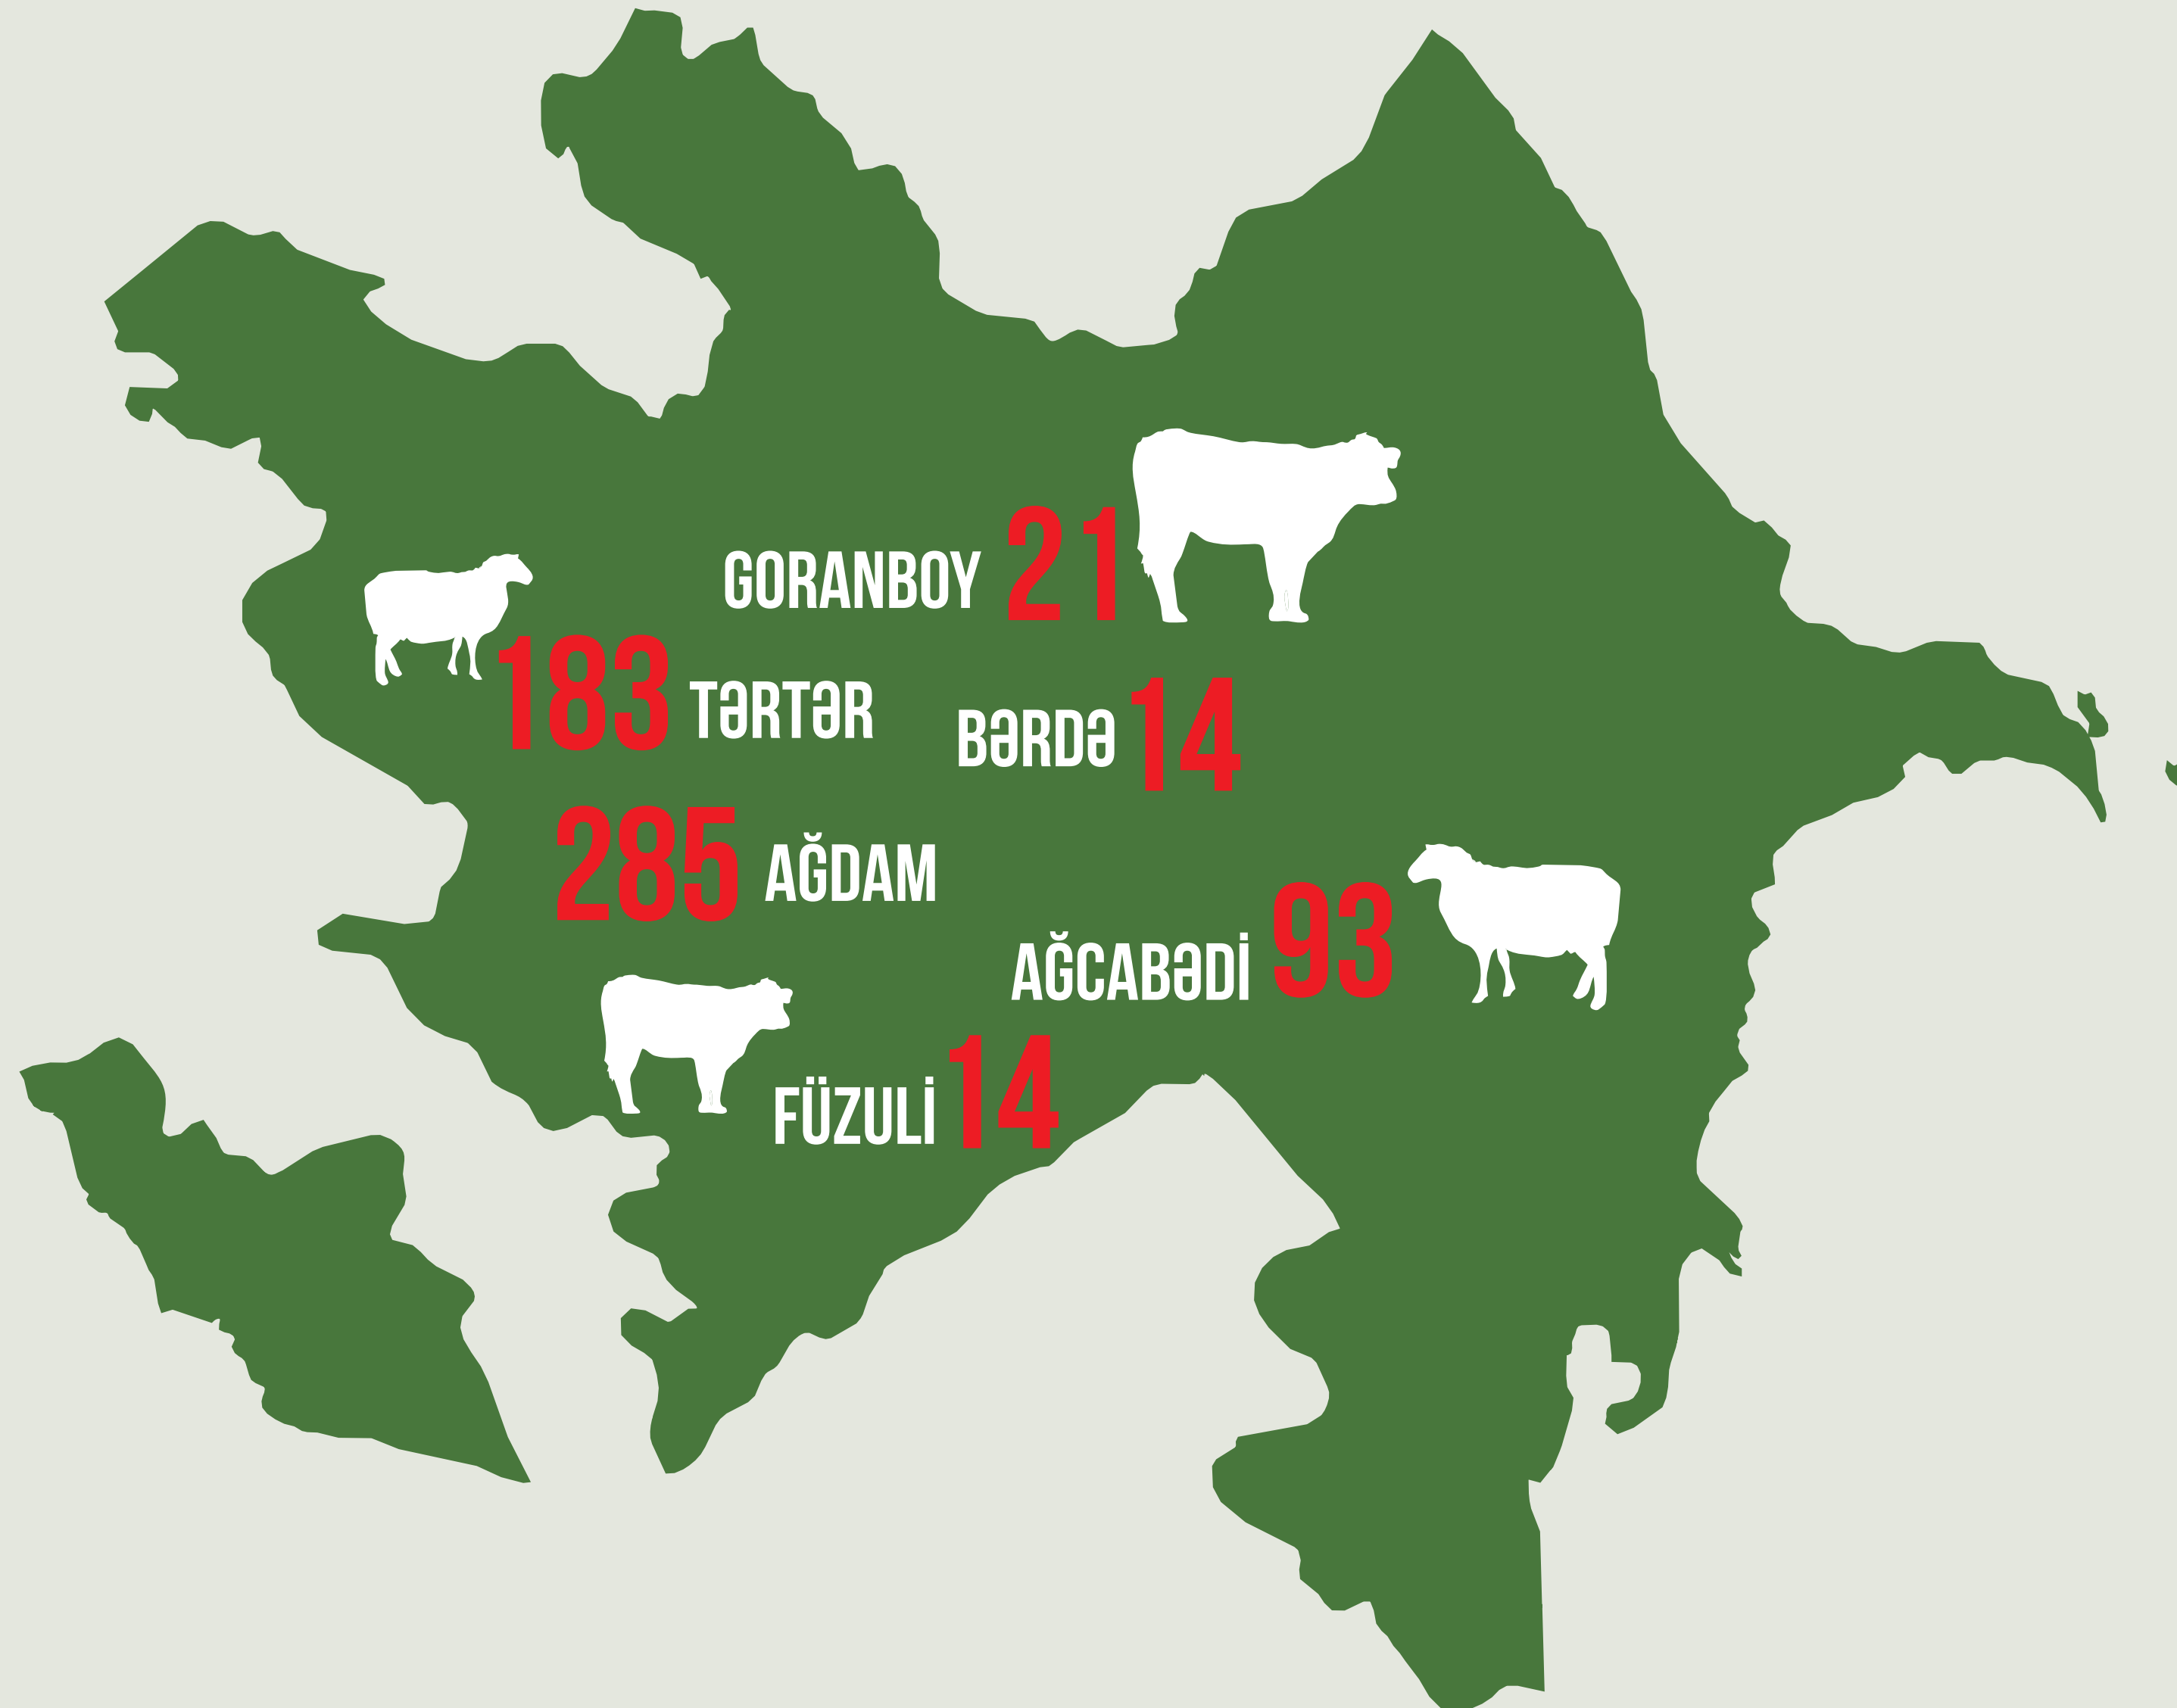 GORANBOY 21
183 TƏRTƏR
BƏRDƏ 14
285 AĞDAM
AĞCABƏDİ 93
FÜZULİ 14